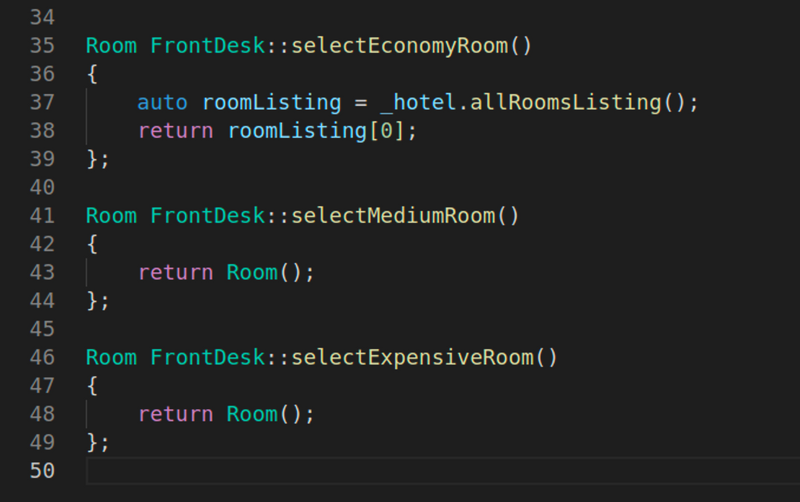 34
35 Room FrontDesk::selectEconomyRoom()
36 {
37     auto roomListing = _hotel.allRoomsListing();
38     return roomListing[0];
39 };
40
41 Room FrontDesk::selectMediumRoom()
42 {
43     return Room();
44 };
45
46 Room FrontDesk::selectExpensiveRoom()
47 {
48     return Room();
49 };
50